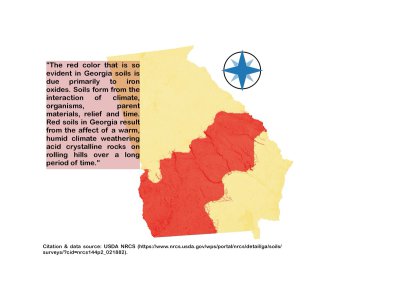 "The red color that is so
evident in Georgia soils is
due primarily to iron
oxides. Soils form from the
interaction of climate,
organisms, parent
materials, relief and time.
Red soils in Georgia result
from the affect of a warm,
humid climate weathering
acid crystalline rocks on
rolling hills over a long
period of time."
Citation & data source: USDA NRCS (https://www.nrcs.usda.gov/wps/portal/nrcs/detail/ga/soils/
surveys/?cid=nrcs144p2_021882).